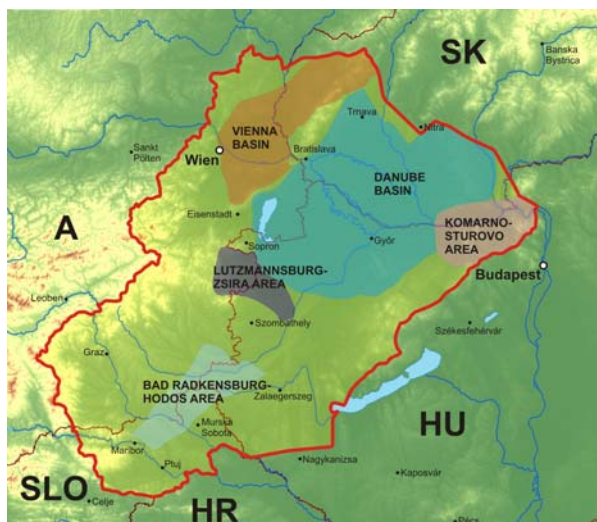 SK
Banska
Bystrica
Trnava
Nitra
VIENNA
BASIN
Sankt
Pölten
Wien
Bratislava
DANUBE
BASIN
A
Eisenstadt
KOMARNO-
STUROVO
AREA
Győr
Sopron
Budapest
LUTZMANNSBURG-
ZSIRA AREA
Leoben
Szombathely
Székesfehérvár
Graz
BAD RADKENSBURG-
HODOS AREA
Zalaegerszeg
HU
Murska
Sobota
Maribor
Ptuj
Nagykanizsa
Kaposvár
SLO
Celje
HR
Pécs